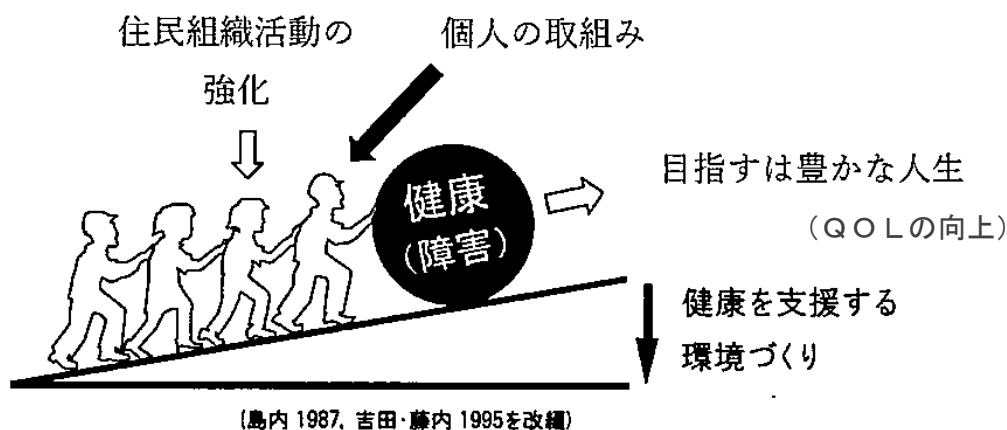 住民組織活動の
強化
個人の取組み
健康
(障害)
目指すは豊かな人生
(QOLの向上)
健康を支援する
環境づくり
(島内 1987, 吉田・藤内 1995を改編)